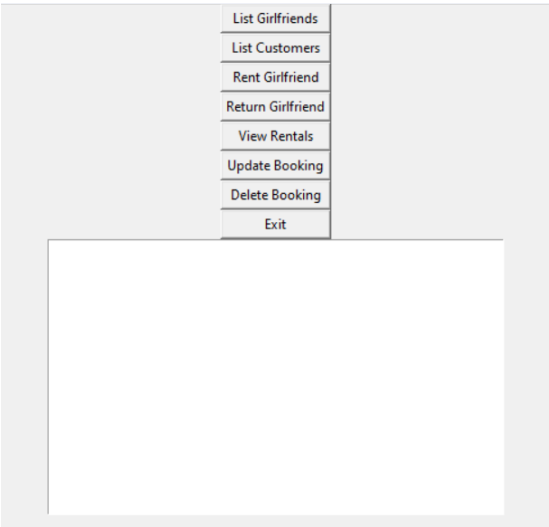 List Girlfriends
List Customers
Rent Girlfriend
Return Girlfriend
View Rentals
Update Booking
Delete Booking
Exit